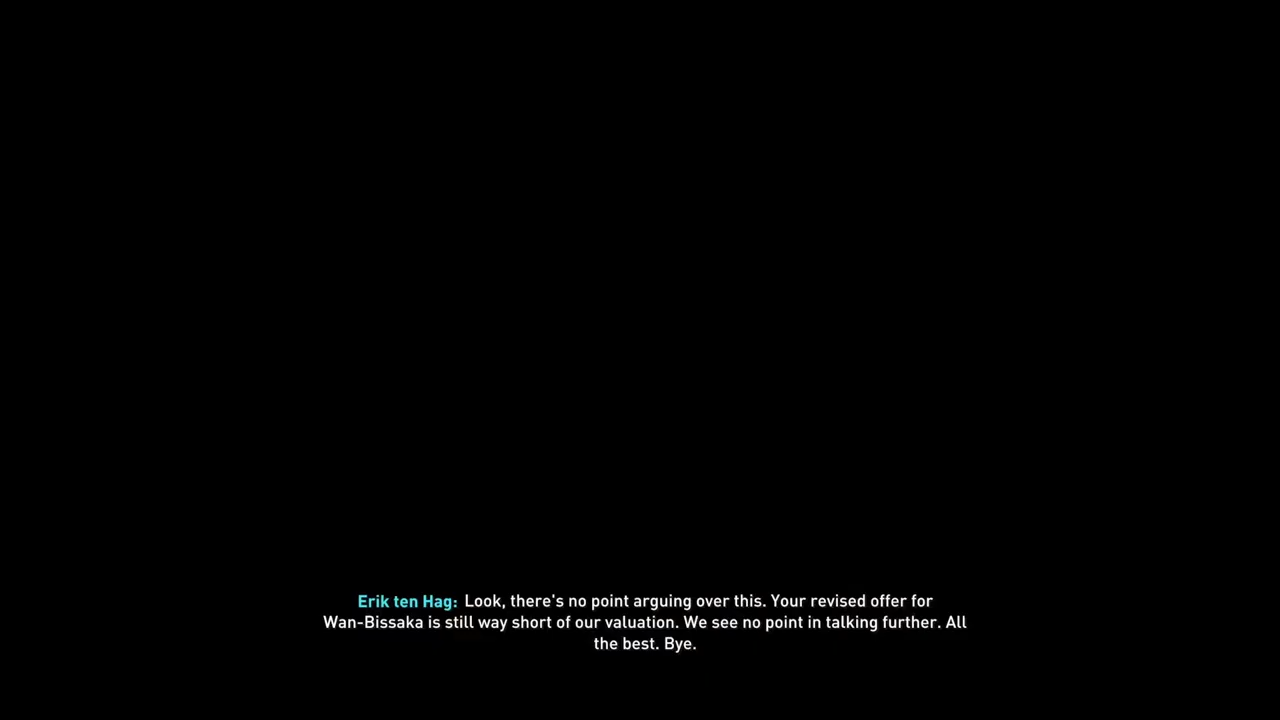 Erik ten Hag: Look, there's no point arguing over this. Your revised offer for
Wan-Bissaka is still way short of our valuation. We see no point in talking further. All
the best. Bye.